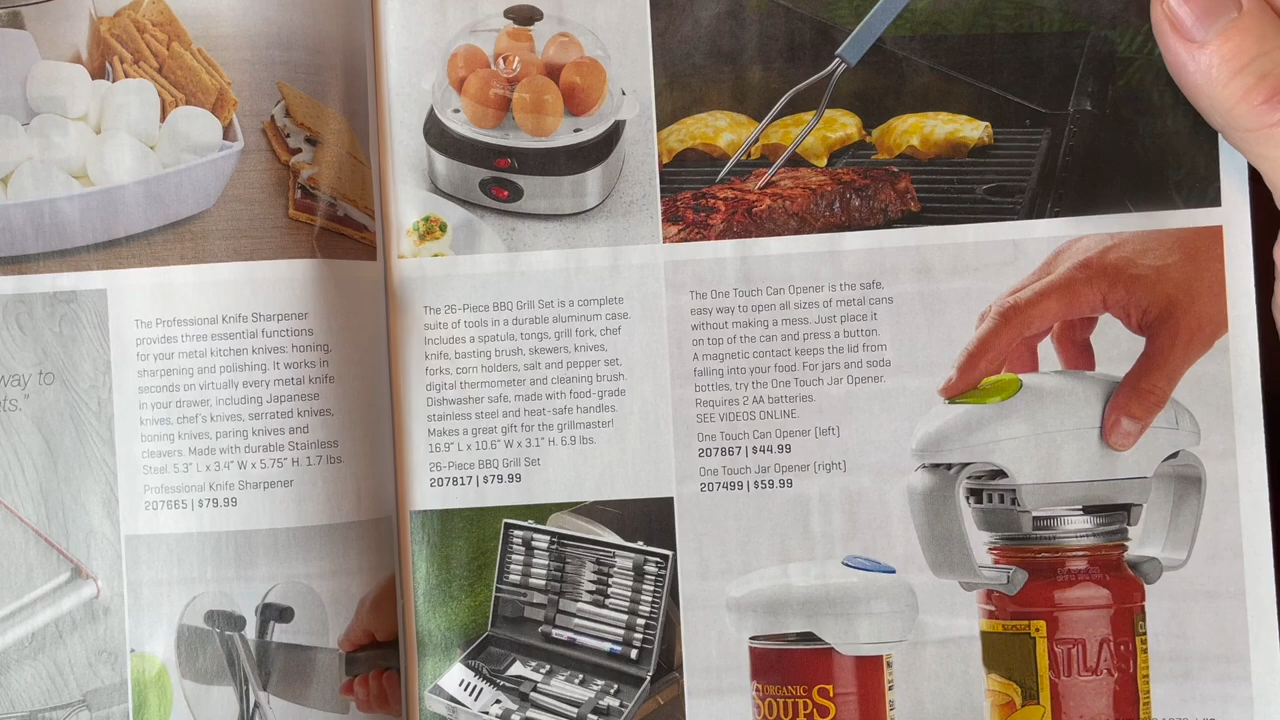 way to
ts."
The Professional Knife Sharpener
provides three essential functions
for your metal kitchen knives: honing,
sharpening and polishing. It works in
seconds on virtually every metal knife
in your drawer, including Japanese
knives, chef's knives, serrated knives,
boning knives, paring knives and
cleavers. Made with durable Stainless
Steel. 5.3" L x 3.4" W x 5.75" H. 1.7 lbs.
Professional Knife Sharpener
207665 | $79.99
The 26-Piece BBQ Grill Set is a complete
suite of tools in a durable aluminum case.
Includes a spatula, tongs, grill fork, chef
knife, basting brush, skewers, knives,
forks, corn holders, salt and pepper set,
digital thermometer and cleaning brush.
Dishwasher safe, made with food-grade
stainless steel and heat-safe handles.
Makes a great gift for the grillmaster!
16.9" L x 10.6" W x 3.1" H. 6.9 lbs.
26-Piece BBQ Grill Set
207817 | $79.99
The One Touch Can Opener is the safe,
easy way to open all sizes of metal cans
without making a mess. Just place it
on top of the can and press a button.
A magnetic contact keeps the lid from
falling into your food. For jars and soda
bottles, try the One Touch Jar Opener.
Requires 2 AA batteries.
SEE VIDEOS ONLINE.
One Touch Can Opener (left)
207867 | $44.99
One Touch Jar Opener (right)
207499 | $59.99
ORGANIC
SOUPS
ATLAS